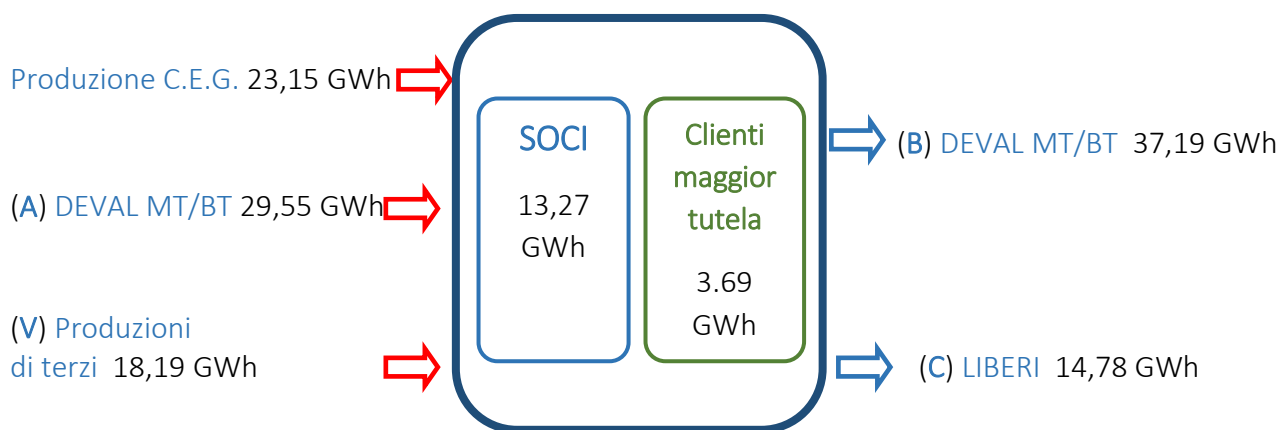 Produzione C.E.G. 23,15 GWh
(A) DEVAL MT/BT 29,55 GWh
(V) Produzioni
di terzi 18,19 GWh
SOCI
13,27
GWh
Clienti
maggior
tutela
3.69
GWh
(B) DEVAL MT/BT 37,19 GWh
(C) LIBERI 14,78 GWh